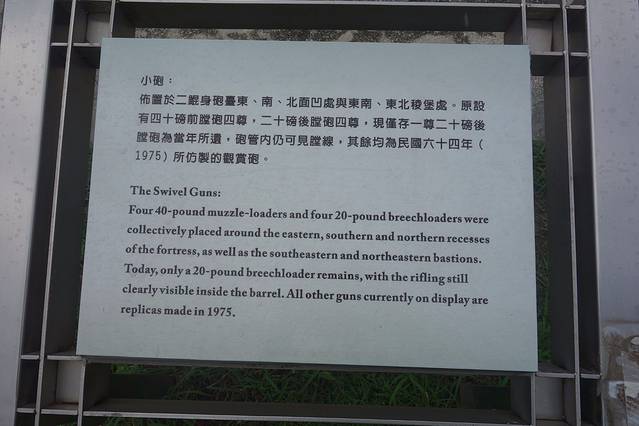 小砲：
佈置於二鯤身砲臺東、南、北面凹處與東南、東北稜堡處。原設
有四十磅前膛砲四尊，二十磅後膛砲四尊，現僅存一尊二十磅後
膛砲為當年所遺，砲管內仍可見膛線，其餘均為民國六十四年（
1975）所仿製的觀賞砲。
The Swivel Guns:
Four 40-pound muzzle-loaders and four 20-pound breechloaders were
collectively placed around the eastern, southern and northern recesses
of the fortress, as well as the southeastern and northeastern bastions.
Today, only a 20-pound breechloader remains, with the rifling still
clearly visible inside the barrel. All other guns currently on display are
replicas made in 1975.